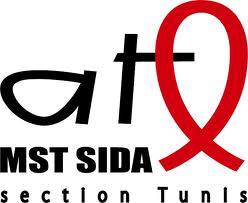 atl
MST SIDA
section Tunis